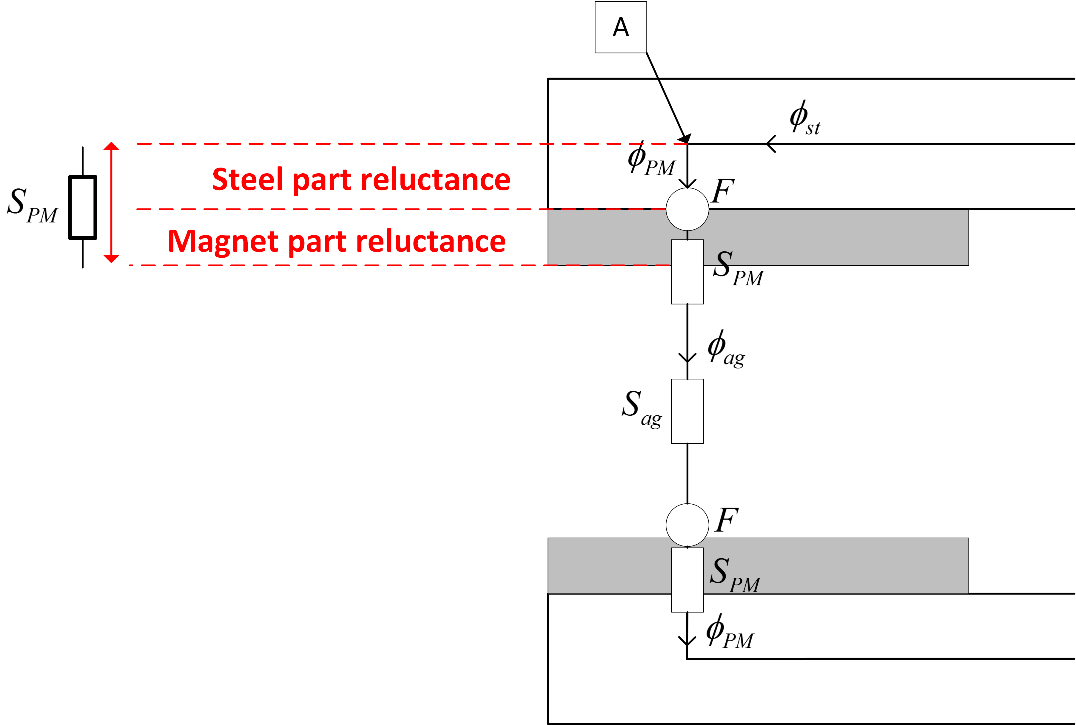 A
ϕst
ϕPM
Steel part reluctance
F
SPM
Magnet part reluctance
SPM
ϕag
Sag
F
SPM
ϕPM